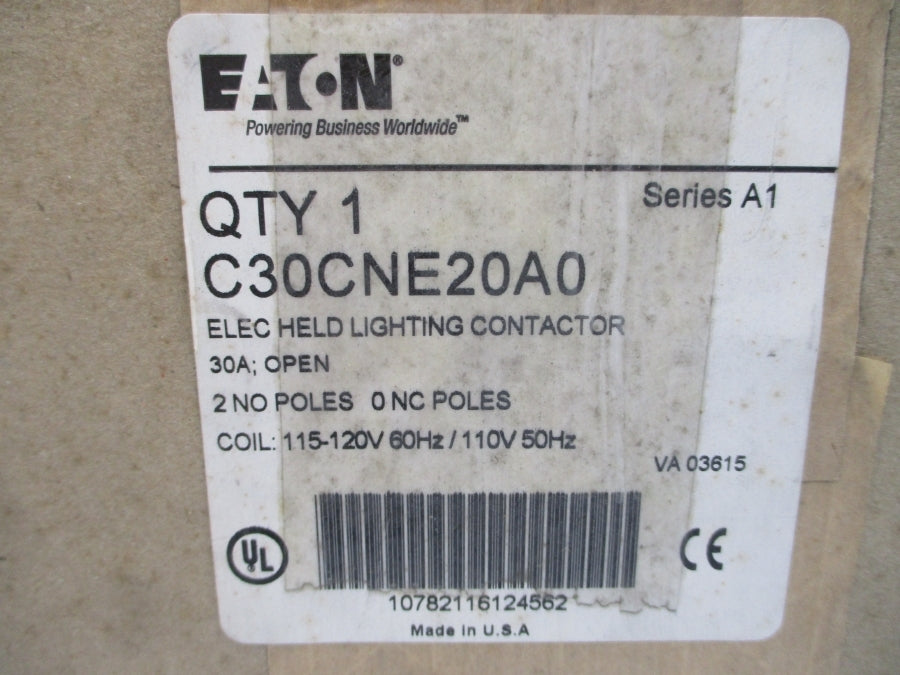 EATON®
Powering Business Worldwide™
QTY 1
Series A1
C30CNE20A0
ELEC HELD LIGHTING CONTACTOR
30A; OPEN
2 NO POLES 0 NC POLES
COIL: 115-120V 60Hz / 110V 50Hz
VA 03615
UL
CE
10782116124562
Made in U.S.A